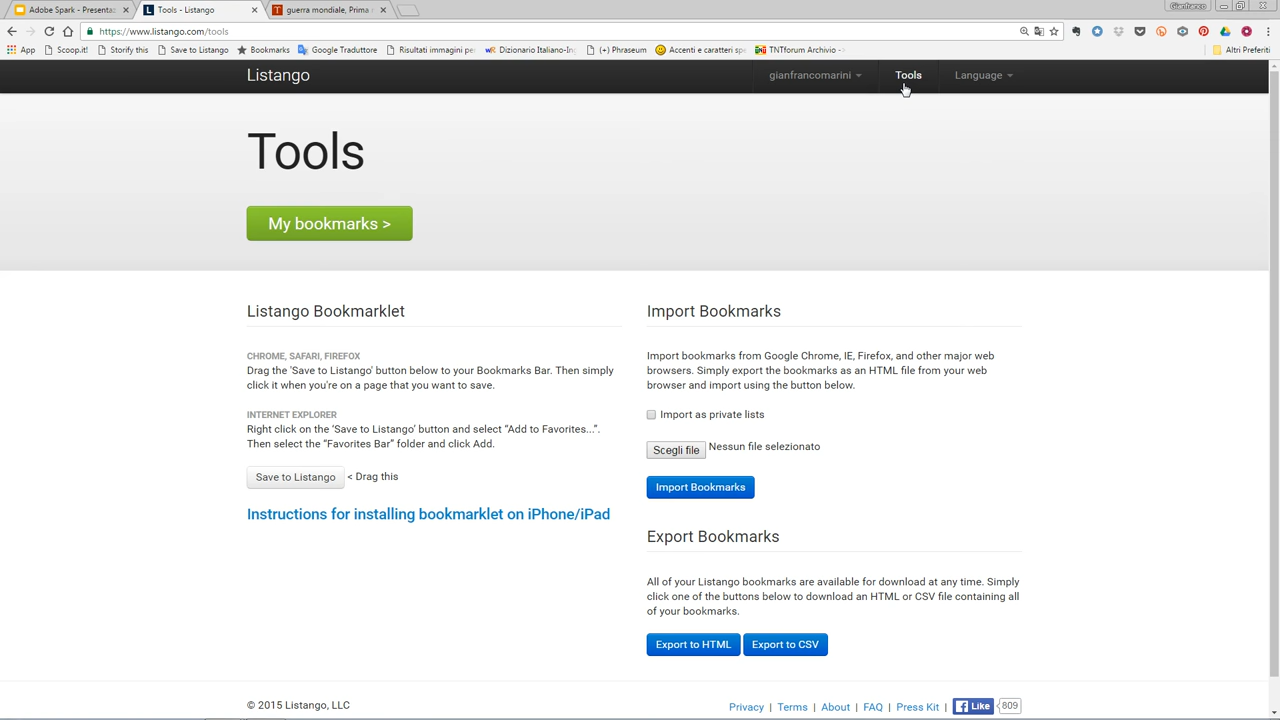 Adobe Spark - Presenta
Tools - Listango
guerra mondiale, Prima
Gianfranco
https://www.listango.com/tools
App
Scoop.it!
Storify this
Save to Listango
Bookmarks
Google Traduttore
Risultati immagini pe
Dizionario Italiano-In
(+) Phraseum
Accenti e caratteri spe
TNTforum Archivio ->
Altri Preferiti
Listango
gianfrancomarini
Tools
Language
Tools
My bookmarks >
Listango Bookmarklet
CHROME, SAFARI, FIREFOX
Drag the 'Save to Listango' button below to your Bookmarks Bar. Then simply
click it when you're on a page that you want to save.
INTERNET EXPLORER
Right click on the 'Save to Listango' button and select “Add to Favorites...”.
Then select the “Favorites Bar” folder and click Add.
Save to Listango
< Drag this
Instructions for installing bookmarklet on iPhone/iPad
Import Bookmarks
Import bookmarks from Google Chrome, IE, Firefox, and other major web
browsers. Simply export the bookmarks as an HTML file from your web
browser and import using the button below.
Import as private lists
Scegli file
Nessun file selezionato
Import Bookmarks
Export Bookmarks
All of your Listango bookmarks are available for download at any time. Simply
click one of the buttons below to download an HTML or CSV file containing all
of your bookmarks.
Export to HTML
Export to CSV
© 2015 Listango, LLC
Privacy | Terms | About | FAQ | Press Kit |
Like
809